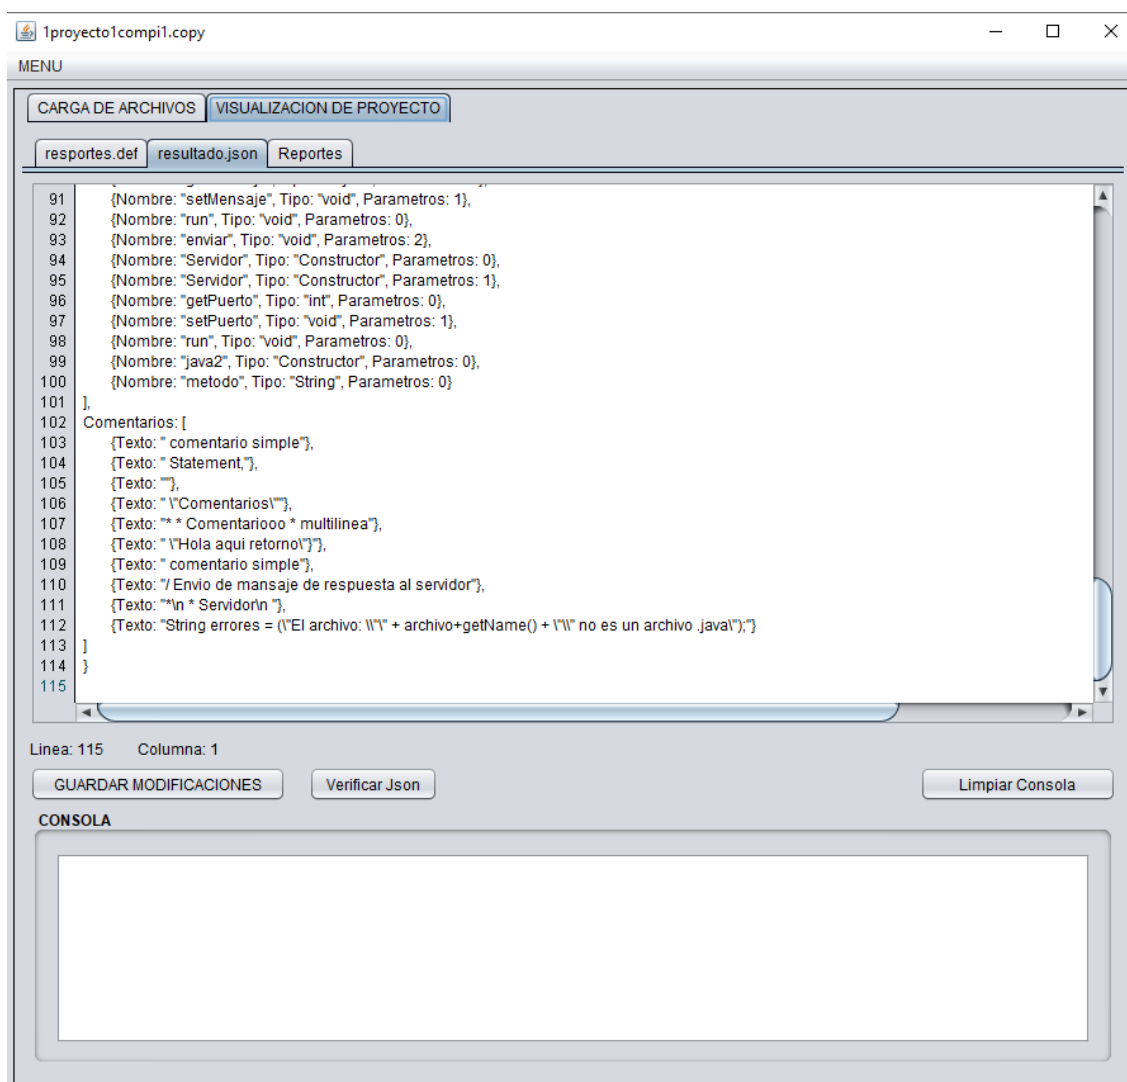 1proyecto1compi1.copy
MENU
CARGA DE ARCHIVOS VISUALIZACION DE PROYECTO
resportes.def resultado.json Reportes
91 {Nombre: "setMensaje", Tipo: "void", Parametros: 1},
92 {Nombre: "run", Tipo: "void", Parametros: 0},
93 {Nombre: "enviar", Tipo: "void", Parametros: 2},
94 {Nombre: "Servidor", Tipo: "Constructor", Parametros: 0},
95 {Nombre: "Servidor", Tipo: "Constructor", Parametros: 1},
96 {Nombre: "getPuerto", Tipo: "int", Parametros: 0},
97 {Nombre: "setPuerto", Tipo: "void", Parametros: 1},
98 {Nombre: "run", Tipo: "void", Parametros: 0},
99 {Nombre: "java2", Tipo: "Constructor", Parametros: 0},
100 {Nombre: "metodo", Tipo: "String", Parametros: 0}
101 ],
102 Comentarios: [
103 {Texto: " comentario simple"},
104 {Texto: " Statement,"},
105 {Texto: ""},
106 {Texto: " \"Comentarios\""},
107 {Texto: "* * Comentariooo * multilinea"},
108 {Texto: " \"Hola aqui retorno\"}"},
109 {Texto: " comentario simple"},
110 {Texto: "/ Envio de mansaje de respuesta al servidor"},
111 {Texto: "*\n * Servidor\n "},
112 {Texto: "String errores = (\"El archivo: \\"\" + archivo+getName() + \"\\" no es un archivo .java\");"}
113 ]
114 }
115
Linea: 115 Columna: 1
GUARDAR MODIFICACIONES Verificar Json Limpiar Consola
CONSOLA